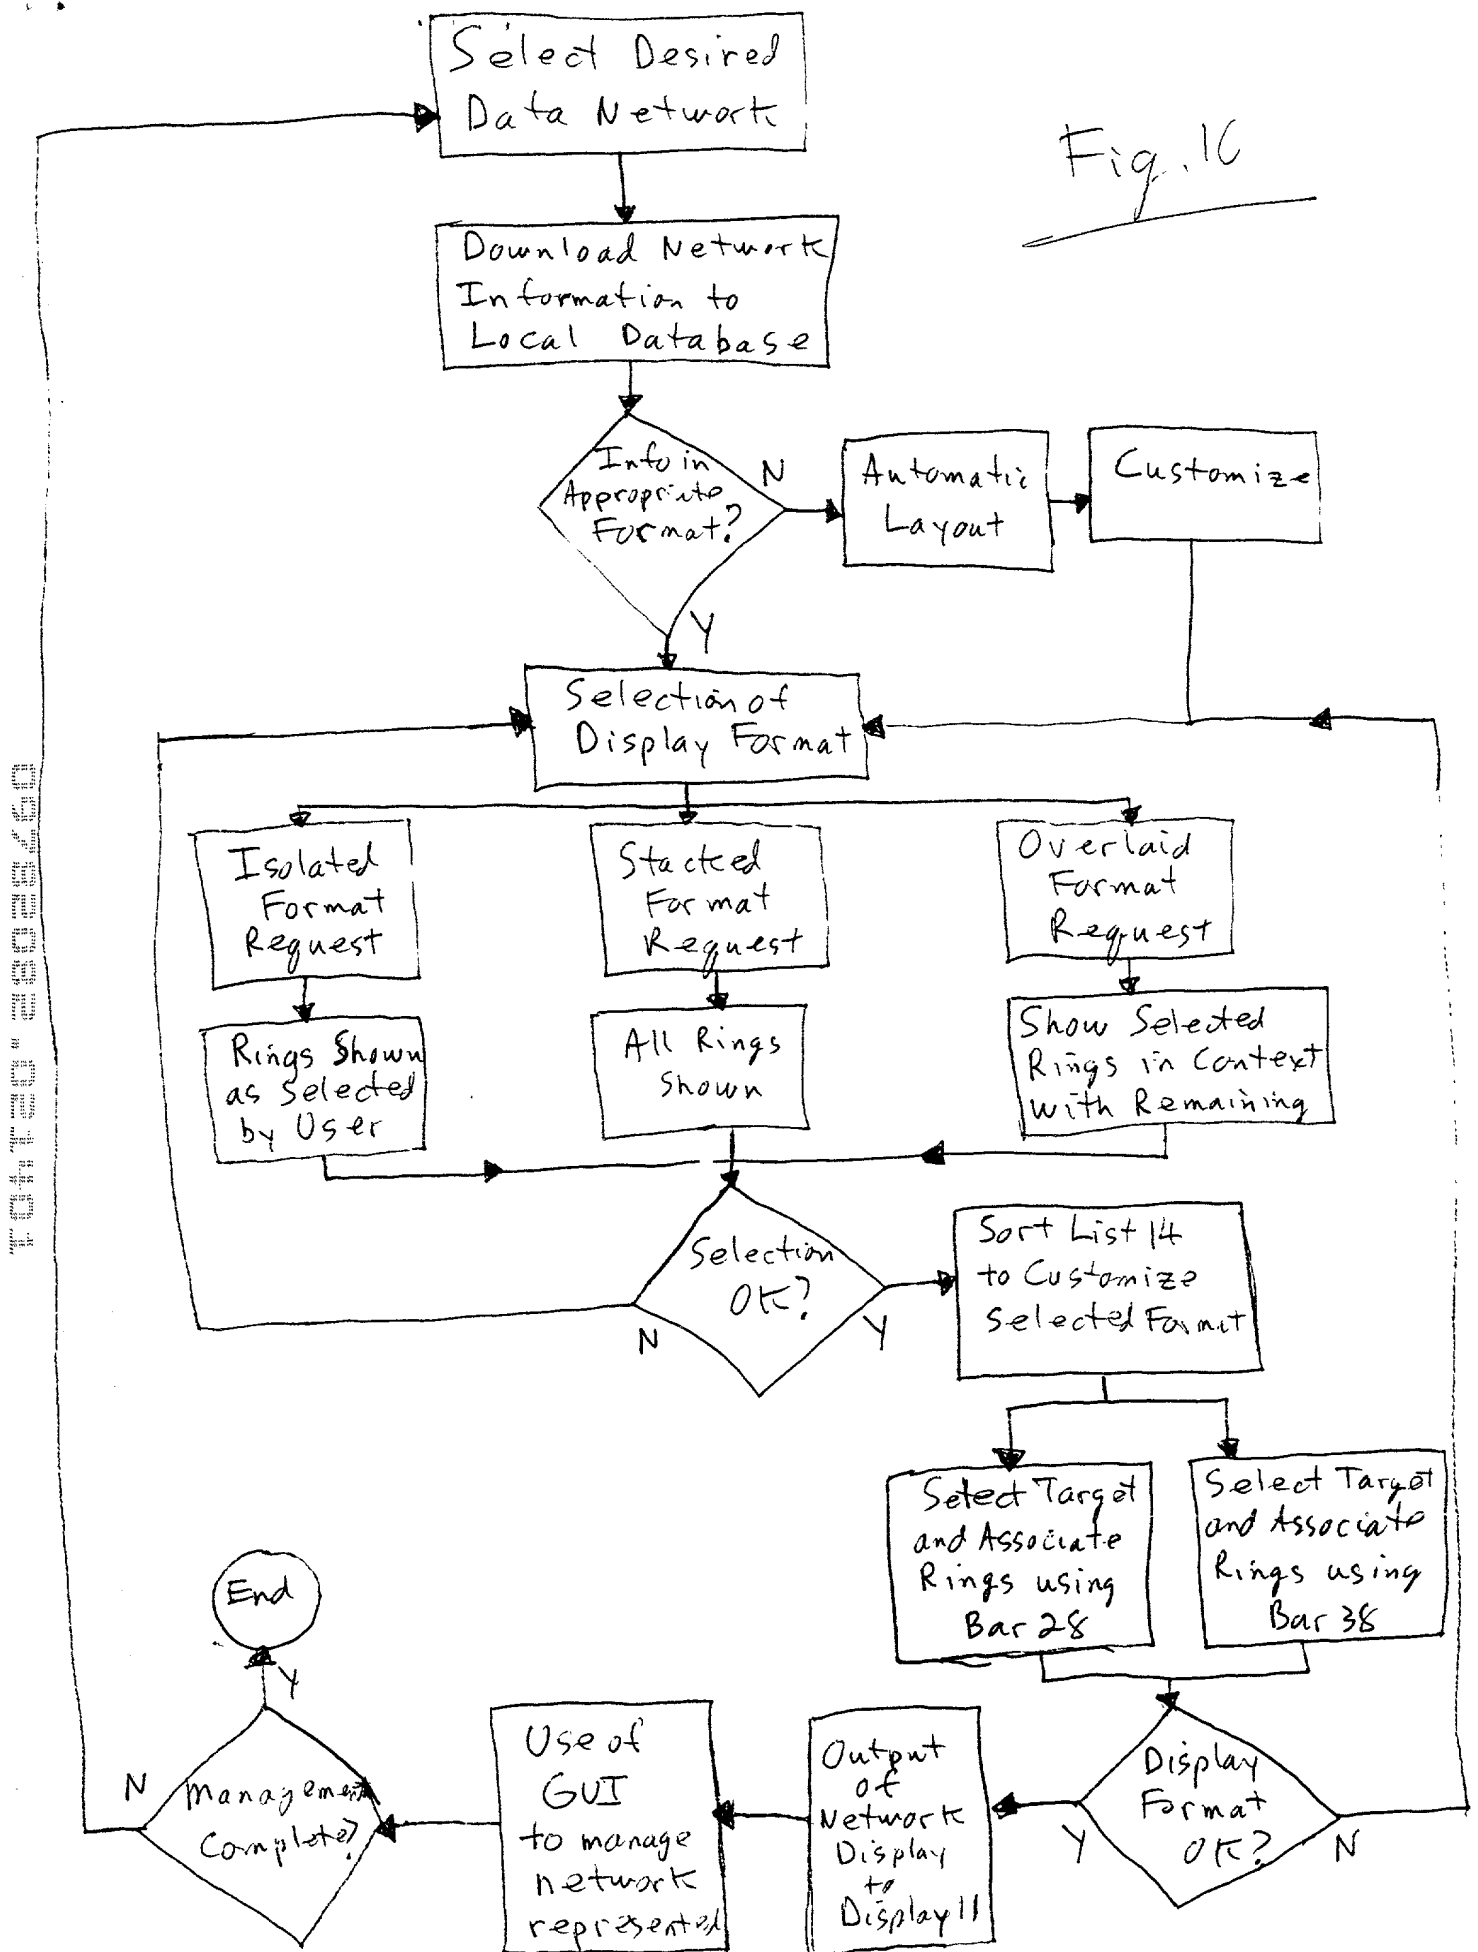 Select Desired
Data Network
Fig. 10
Download Network
Information to
Local Database
Info in
Appropriate
Format?
N
Y
Automatic
Layout
Customize
Selection of
Display Format
Isolated
Format
Request
Stacked
Format
Request
Overlaid
Format
Request
Rings Shown
as Selected
by User
All Rings
Shown
Show Selected
Rings in Context
with Remaining
Selection
OK?
N
Y
Sort List 14
to Customize
Selected Format
Select Target
and Associate
Rings using
Bar 28
Select Target
and Associate
Rings using
Bar 38
Display
Format
OK?
Y
N
Output
of
Network
Display
to
Display 11
Use of
GUI
to manage
network
represented
Management
Complete?
N
Y
End
09782082.021401